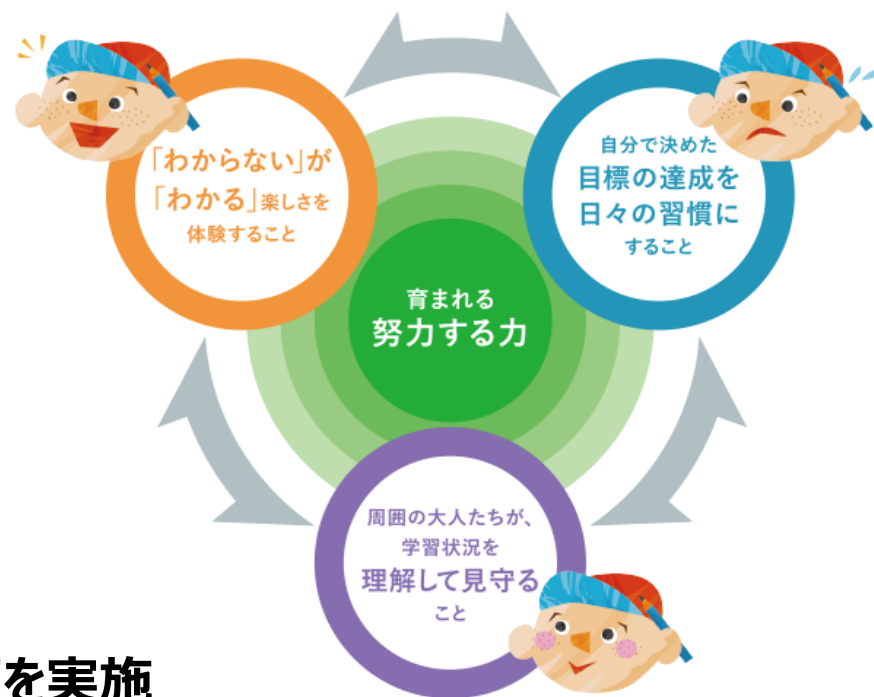 「わからない」が
「わかる」楽しさを
体験すること
自分で決めた
目標の達成を
日々の習慣に
すること
育まれる
努力する力
周囲の大人たちが、
学習状況を
理解して見守る
こと
を実施